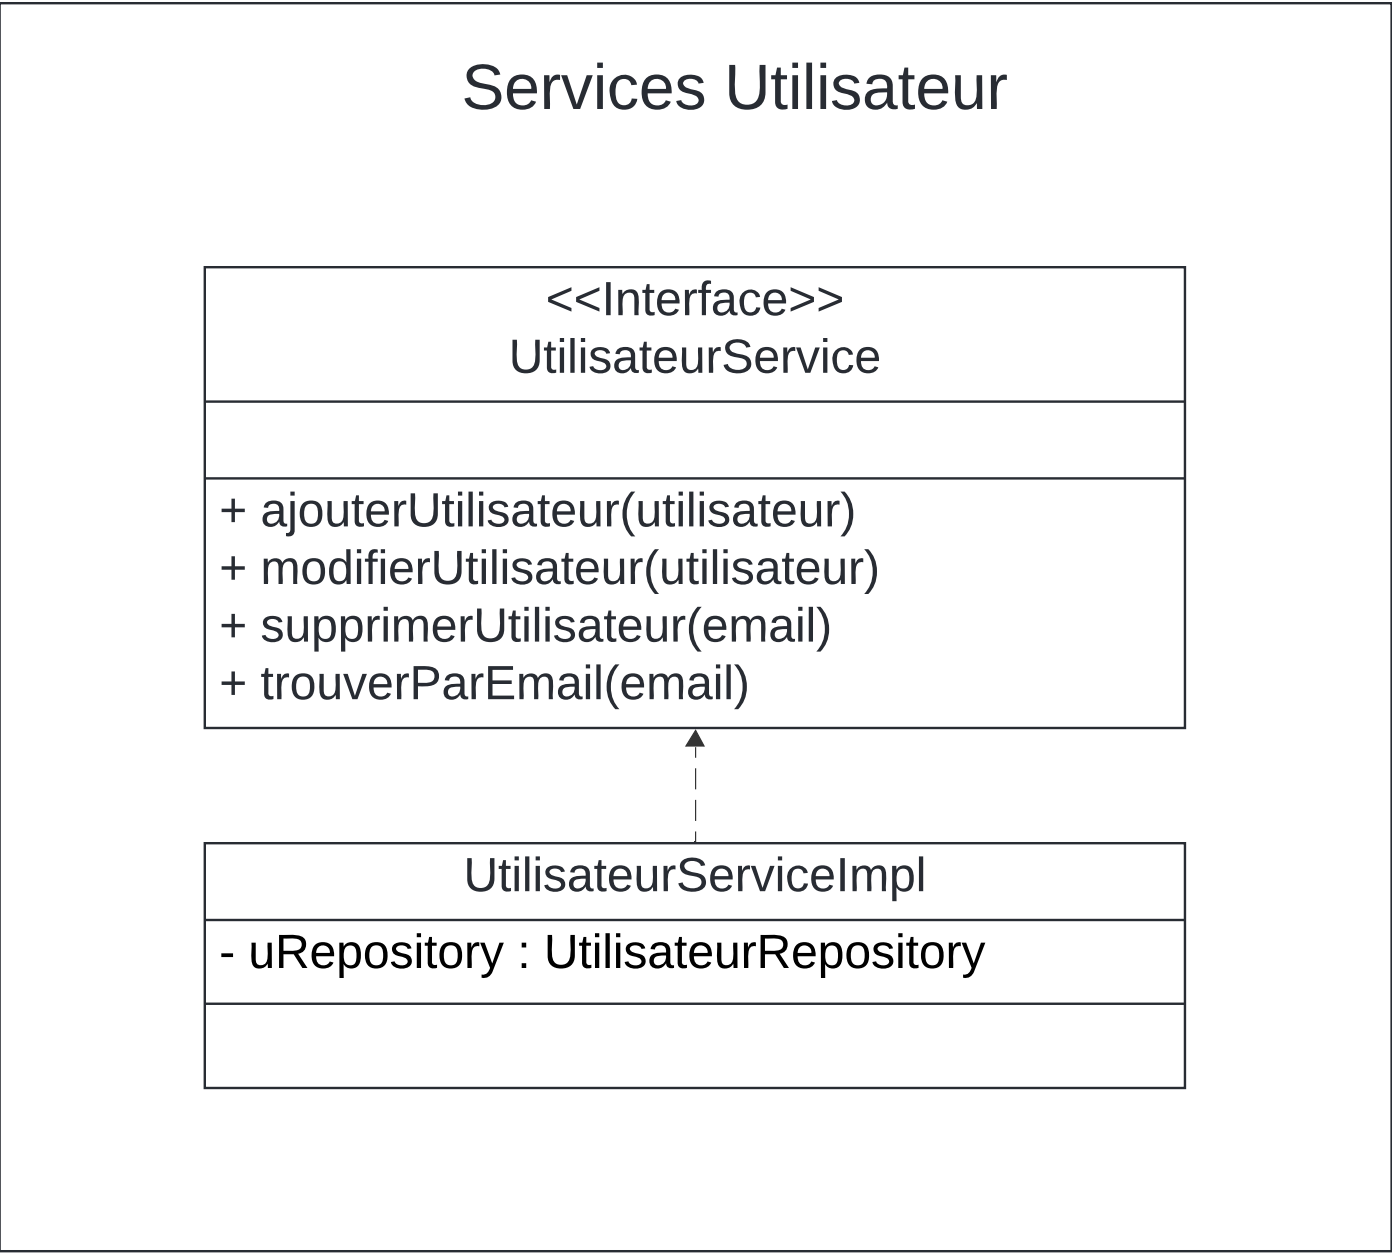 Services Utilisateur
<<Interface>>
UtilisateurService
+ ajouterUtilisateur(utilisateur)
+ modifierUtilisateur(utilisateur)
+ supprimerUtilisateur(email)
+ trouverParEmail(email)
UtilisateurServiceImpl
- uRepository : UtilisateurRepository